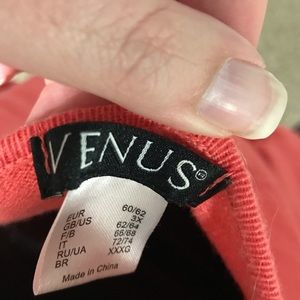 VENUS®
EUR 60/62
GB/US 3X
F/B 62/64
IT 66/68
RU/UA 72/74
BR XXXG
Made in China